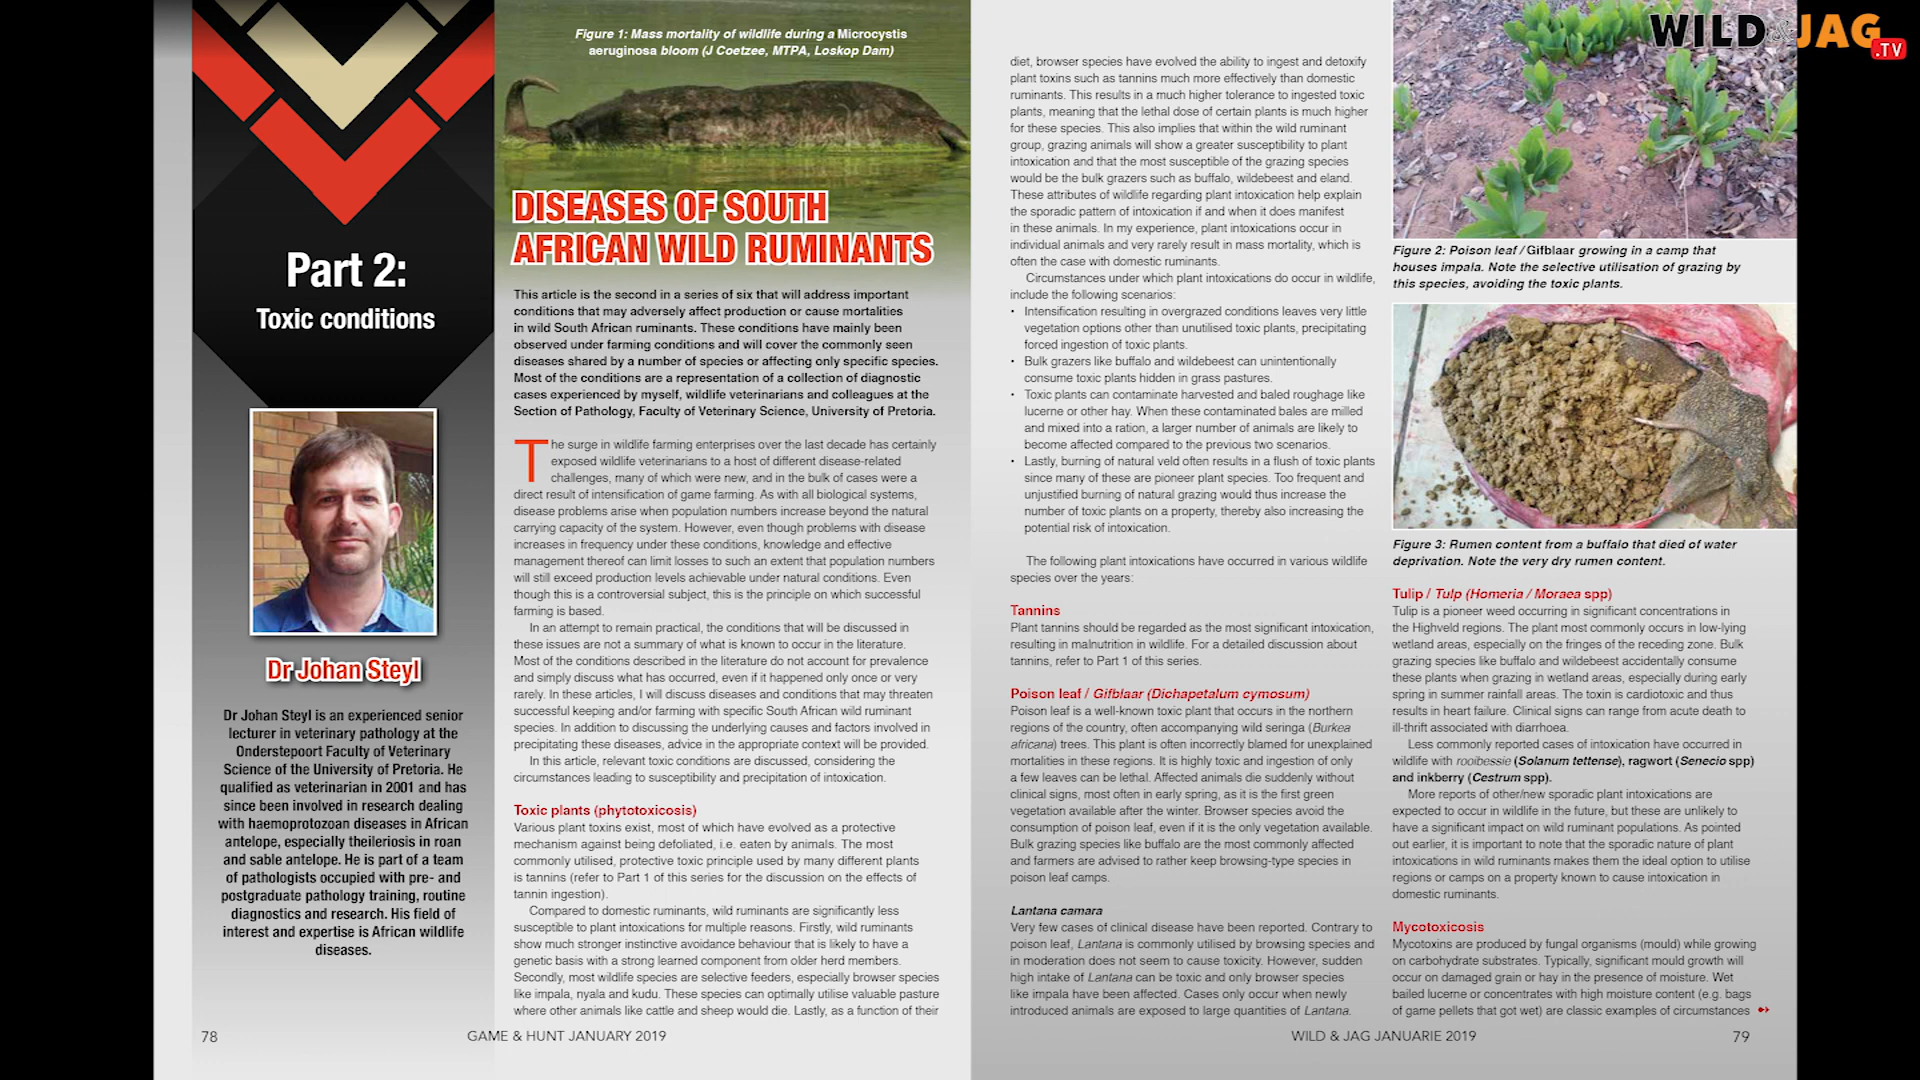 WILD & JAG
.TV
Part 2:
Toxic conditions
Dr Johan Steyl
Dr Johan Steyl is an experienced senior
lecturer in veterinary pathology at the
Onderstepoort Faculty of Veterinary
Science of the University of Pretoria. He
qualified as veterinarian in 2001 and has
since been involved in research dealing
with haemoprotozoan diseases in African
antelope, especially theileriosis in roan
and sable antelope. He is part of a team
of pathologists occupied with pre- and
postgraduate pathology training, routine
diagnostics and research. His field of
interest and expertise is African wildlife
diseases.
78
Figure 1: Mass mortality of wildlife during a Microcystis
aeruginosa bloom (J Coetzee, MTPA, Loskop Dam)
DISEASES OF SOUTH
AFRICAN WILD RUMINANTS
This article is the second in a series of six that will address important
conditions that may adversely affect production or cause mortalities
in wild South African ruminants. These conditions have mainly been
observed under farming conditions and will cover the commonly seen
diseases shared by a number of species or affecting only specific species.
Most of the conditions are a representation of a collection of diagnostic
cases experienced by myself, wildlife veterinarians and colleagues at the
Section of Pathology, Faculty of Veterinary Science, University of Pretoria.
The surge in wildlife farming enterprises over the last decade has certainly
exposed wildlife veterinarians to a host of different disease-related
challenges, many of which were new, and in the bulk of cases were a
direct result of intensification of game farming. As with all biological systems,
disease problems arise when population numbers increase beyond the natural
carrying capacity of the system. However, even though problems with disease
increases in frequency under these conditions, knowledge and effective
management thereof can limit losses to such an extent that population numbers
will still exceed production levels achievable under natural conditions. Even
though this is a controversial subject, this is the principle on which successful
farming is based.
In an attempt to remain practical, the conditions that will be discussed in
these issues are not a summary of what is known to occur in the literature.
Most of the conditions described in the literature do not account for prevalence
and simply discuss what has occurred, even if it happened only once or very
rarely. In these articles, I will discuss diseases and conditions that may threaten
successful keeping and/or farming with specific South African wild ruminant
species. In addition to discussing the underlying causes and factors involved in
precipitating these diseases, advice in the appropriate context will be provided.
In this article, relevant toxic conditions are discussed, considering the
circumstances leading to susceptibility and precipitation of intoxication.
Toxic plants (phytotoxicosis)
Various plant toxins exist, most of which have evolved as a protective
mechanism against being defoliated, i.e. eaten by animals. The most
commonly utilised, protective toxic principle used by many different plants
is tannins (refer to Part 1 of this series for the discussion on the effects of
tannin ingestion).
Compared to domestic ruminants, wild ruminants are significantly less
susceptible to plant intoxications for multiple reasons. Firstly, wild ruminants
show much stronger instinctive avoidance behaviour that is likely to have a
genetic basis with a strong learned component from older herd members.
Secondly, most wildlife species are selective feeders, especially browser species
like impala, nyala and kudu. These species can optimally utilise valuable pasture
where other animals like cattle and sheep would die. Lastly, as a function of their
GAME & HUNT JANUARY 2019
diet, browser species have evolved the ability to ingest and detoxify
plant toxins such as tannins much more effectively than domestic
ruminants. This results in a much higher tolerance to ingested toxic
plants, meaning that the lethal dose of certain plants is much higher
for these species. This also implies that within the wild ruminant
group, grazing animals will show a greater susceptibility to plant
intoxication and that the most susceptible of the grazing species
would be the bulk grazers such as buffalo, wildebeest and eland.
These attributes of wildlife regarding plant intoxication help explain
the sporadic pattern of intoxication if and when it does manifest
in these animals. In my experience, plant intoxications occur in
individual animals and very rarely result in mass mortality, which is
often the case with domestic ruminants.
Circumstances under which plant intoxications do occur in wildlife,
include the following scenarios:
• Intensification resulting in overgrazed conditions leaves very little
vegetation options other than unutilised toxic plants, precipitating
forced ingestion of toxic plants.
• Bulk grazers like buffalo and wildebeest can unintentionally
consume toxic plants hidden in grass pastures.
• Toxic plants can contaminate harvested and baled roughage like
lucerne or other hay. When these contaminated bales are milled
and mixed into a ration, a larger number of animals are likely to
become affected compared to the previous two scenarios.
• Lastly, burning of natural veld often results in a flush of toxic plants
since many of these are pioneer plant species. Too frequent and
unjustified burning of natural grazing would thus increase the
number of toxic plants on a property, thereby also increasing the
potential risk of intoxication.
The following plant intoxications have occurred in various wildlife
species over the years:
Tannins
Plant tannins should be regarded as the most significant intoxication,
resulting in malnutrition in wildlife. For a detailed discussion about
tannins, refer to Part 1 of this series.
Poison leaf / Gifblaar (Dichapetalum cymosum)
Poison leaf is a well-known toxic plant that occurs in the northern
regions of the country, often accompanying wild seringa (Burkea
africana) trees. This plant is often incorrectly blamed for unexplained
mortalities in these regions. It is highly toxic and ingestion of only
a few leaves can be lethal. Affected animals die suddenly without
clinical signs, most often in early spring, as it is the first green
vegetation available after the winter. Browser species avoid the
consumption of poison leaf, even if it is the only vegetation available.
Bulk grazing species like buffalo are the most commonly affected
and farmers are advised to rather keep browsing-type species in
poison leaf camps.
Lantana camara
Very few cases of clinical disease have been reported. Contrary to
poison leaf, Lantana is commonly utilised by browsing species and
in moderation does not seem to cause toxicity. However, sudden
high intake of Lantana can be toxic and only browser species
like impala have been affected. Cases only occur when newly
introduced animals are exposed to large quantities of Lantana.
Figure 2: Poison leaf / Gifblaar growing in a camp that
houses impala. Note the selective utilisation of grazing by
this species, avoiding the toxic plants.
Figure 3: Rumen content from a buffalo that died of water
deprivation. Note the very dry rumen content.
Tulip / Tulp (Homeria / Moraea spp)
Tulip is a pioneer weed occurring in significant concentrations in
the Highveld regions. The plant most commonly occurs in low-lying
wetland areas, especially on the fringes of the receding zone. Bulk
grazing species like buffalo and wildebeest accidentally consume
these plants when grazing in wetland areas, especially during early
spring in summer rainfall areas. The toxin is cardiotoxic and thus
results in heart failure. Clinical signs can range from acute death to
ill-thrift associated with diarrhoea.
Less commonly reported cases of intoxication have occurred in
wildlife with rooibessie (Solanum tettense), ragwort (Senecio spp)
and inkberry (Cestrum spp).
More reports of other/new sporadic plant intoxications are
expected to occur in wildlife in the future, but these are unlikely to
have a significant impact on wild ruminant populations. As pointed
out earlier, it is important to note that the sporadic nature of plant
intoxications in wild ruminants makes them the ideal option to utilise
regions or camps on a property known to cause intoxication in
domestic ruminants.
Mycotoxicosis
Mycotoxins are produced by fungal organisms (mould) while growing
on carbohydrate substrates. Typically, significant mould growth will
occur on damaged grain or hay in the presence of moisture. Wet
bailed lucerne or concentrates with high moisture content (e.g. bags
of game pellets that got wet) are classic examples of circumstances
WILD & JAG JANUARIE 2019
79